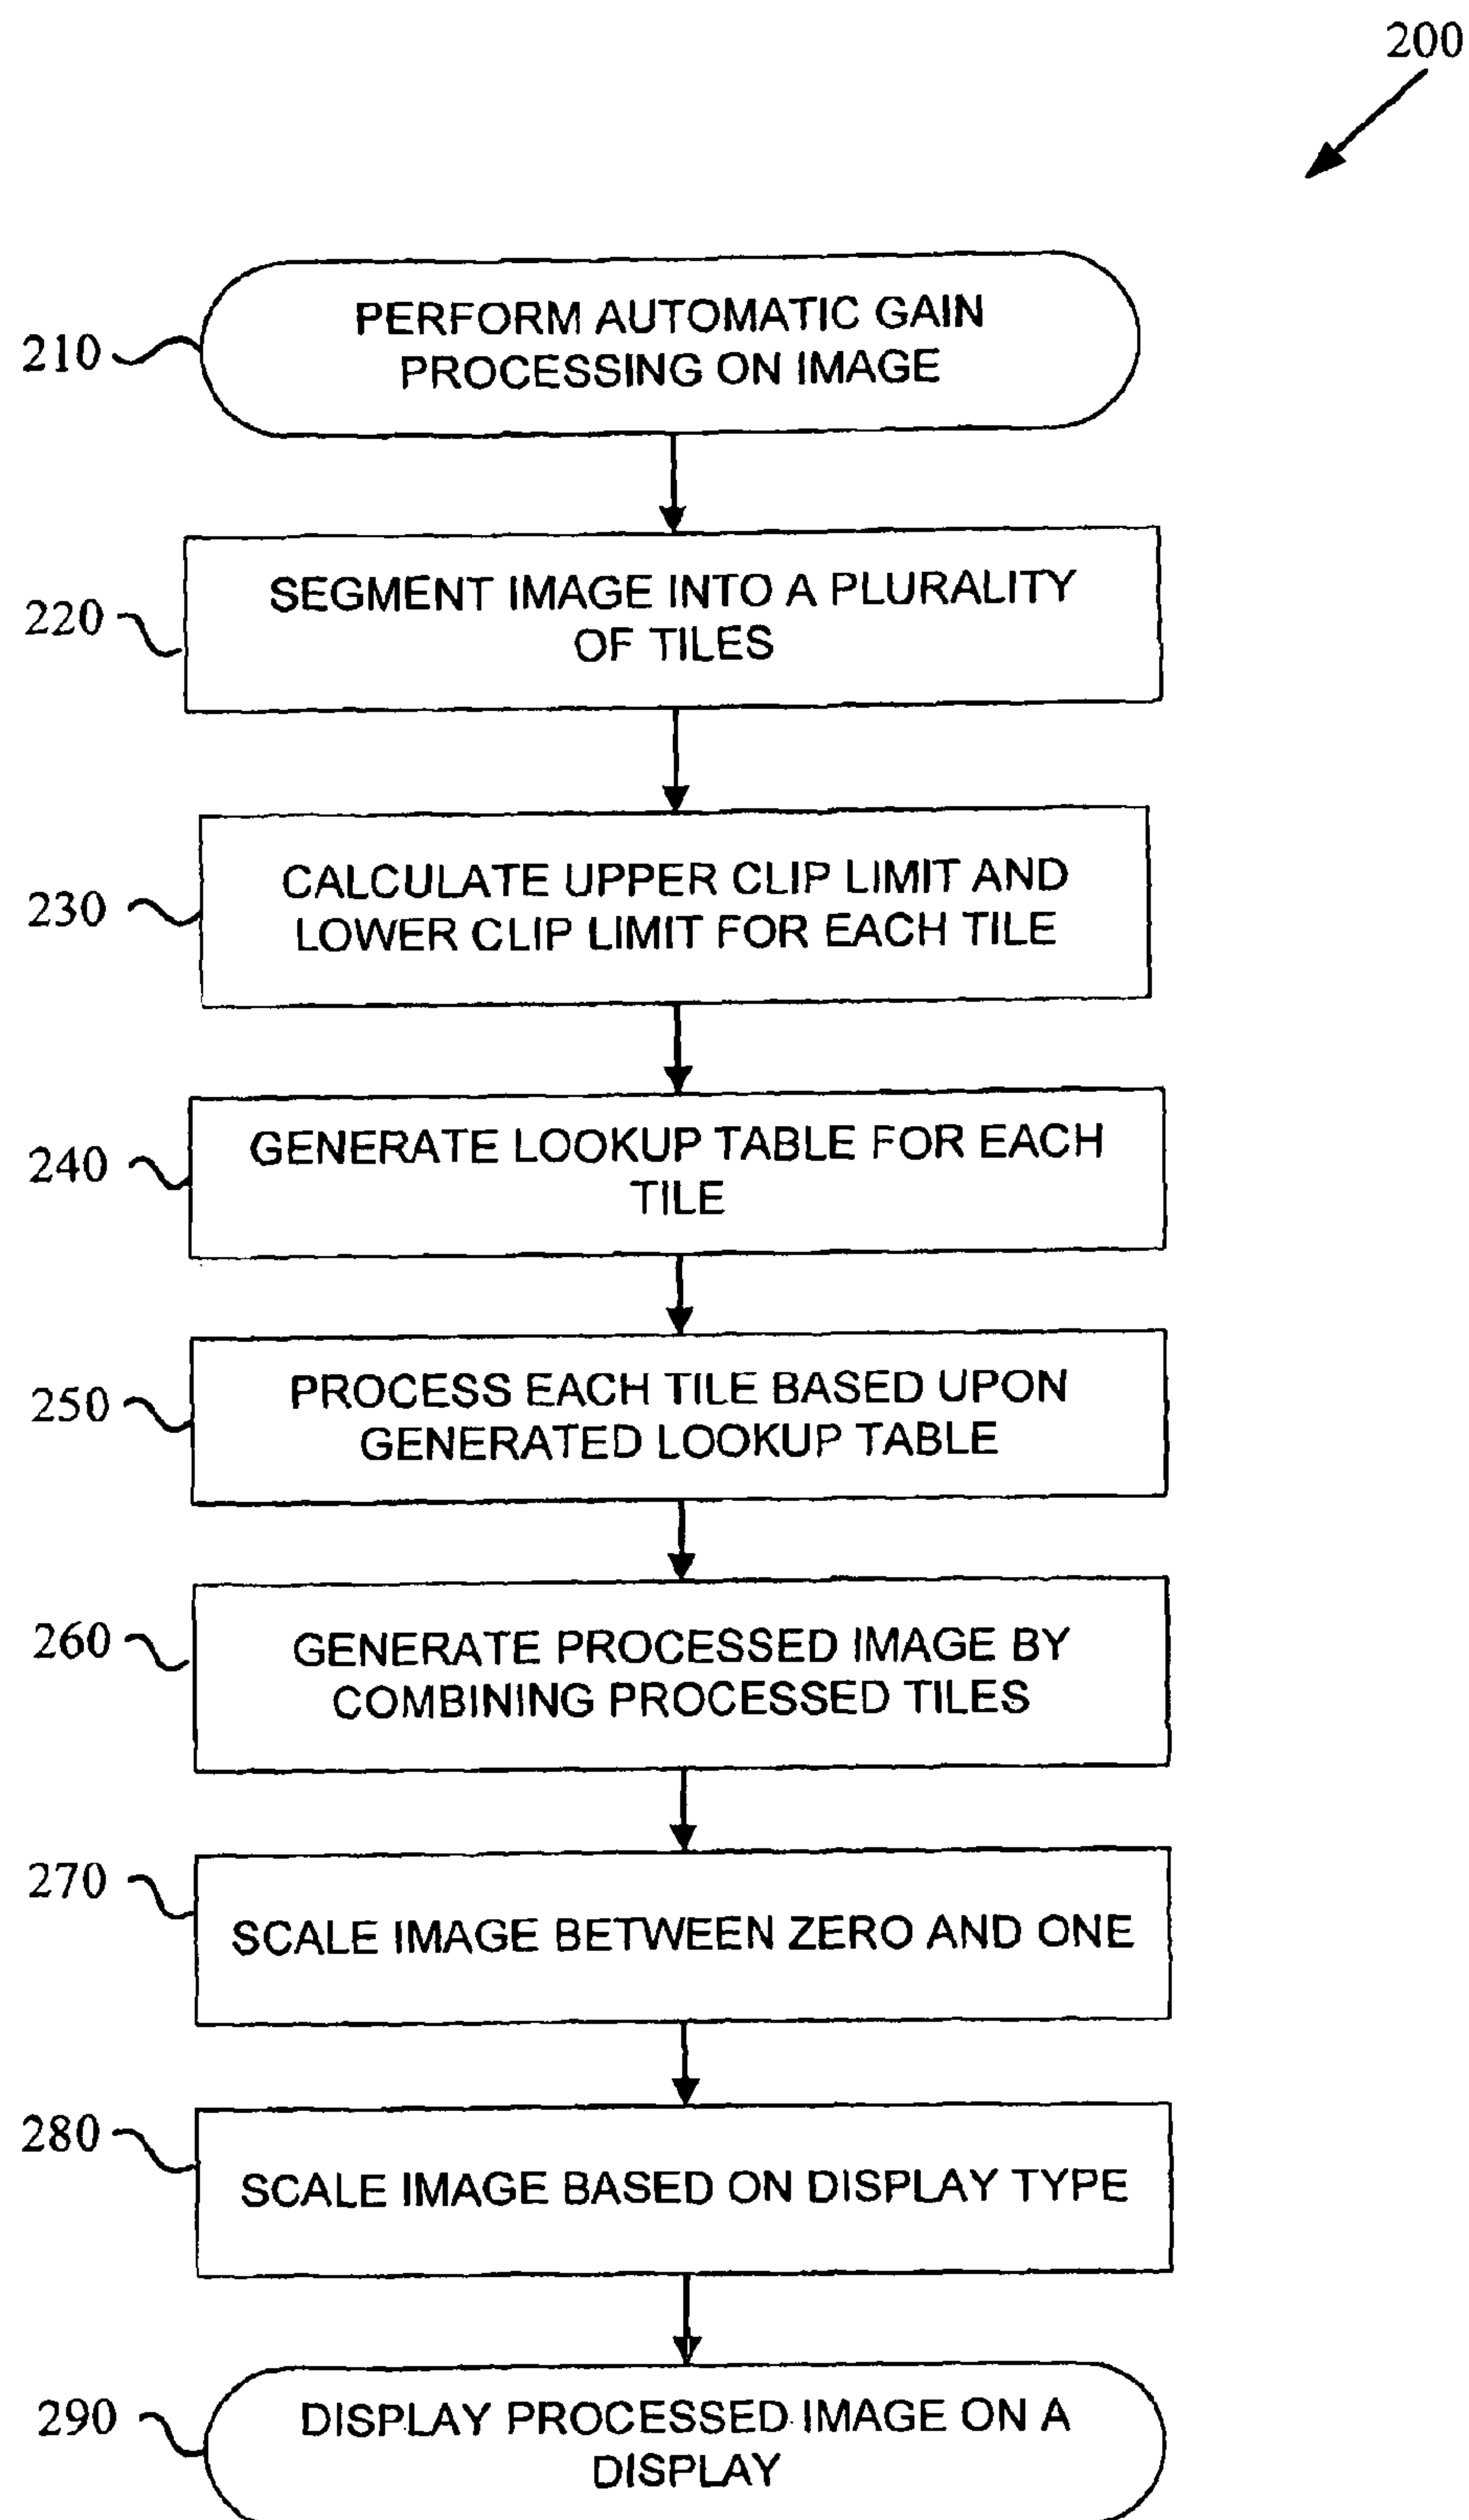 200
210
PERFORM AUTOMATIC GAIN
PROCESSING ON IMAGE
220
SEGMENT IMAGE INTO A PLURALITY
OF TILES
230
CALCULATE UPPER CLIP LIMIT AND
LOWER CLIP LIMIT FOR EACH TILE
240
GENERATE LOOKUP TABLE FOR EACH
TILE
250
PROCESS EACH TILE BASED UPON
GENERATED LOOKUP TABLE
260
GENERATE PROCESSED IMAGE BY
COMBINING PROCESSED TILES
270
SCALE IMAGE BETWEEN ZERO AND ONE
280
SCALE IMAGE BASED ON DISPLAY TYPE
290
DISPLAY PROCESSED IMAGE ON A
DISPLAY